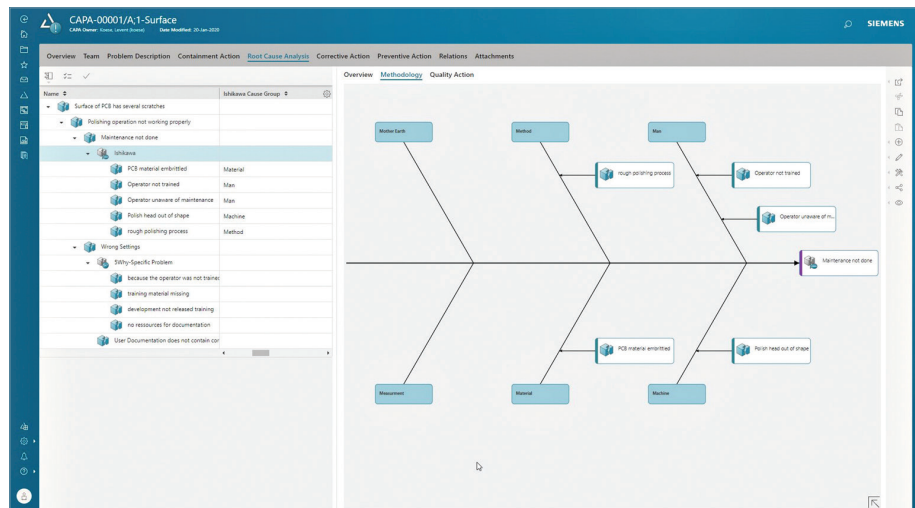 CAPA-00001/A;1-Surface
CAPA Owner: Koese, Levent (koese) Date Modified: 20-Jan-2020
SIEMENS
Overview Team Problem Description Containment Action Root Cause Analysis Corrective Action Preventive Action Relations Attachments
Overview Methodology Quality Action
Name Ishikawa Cause Group
Surface of PCB has several scratches
Polishing operation not working properly
Maintenance not done
Ishikawa
PCB material embrittled Material
Operator not trained Man
Operator unaware of maintenance Man
Polish head out of shape Machine
rough polishing process Method
Wrong Settings
5Why-Specific Problem
because the operator was not trained
training material missing
development not released training
no ressources for documentation
User Documentation does not contain cor
Mother Earth Method Man
rough polishing process Operator not trained
Operator unaware of m...
Maintenance not done
PCB material embrittled Polish head out of shape
Measurement Material Machine